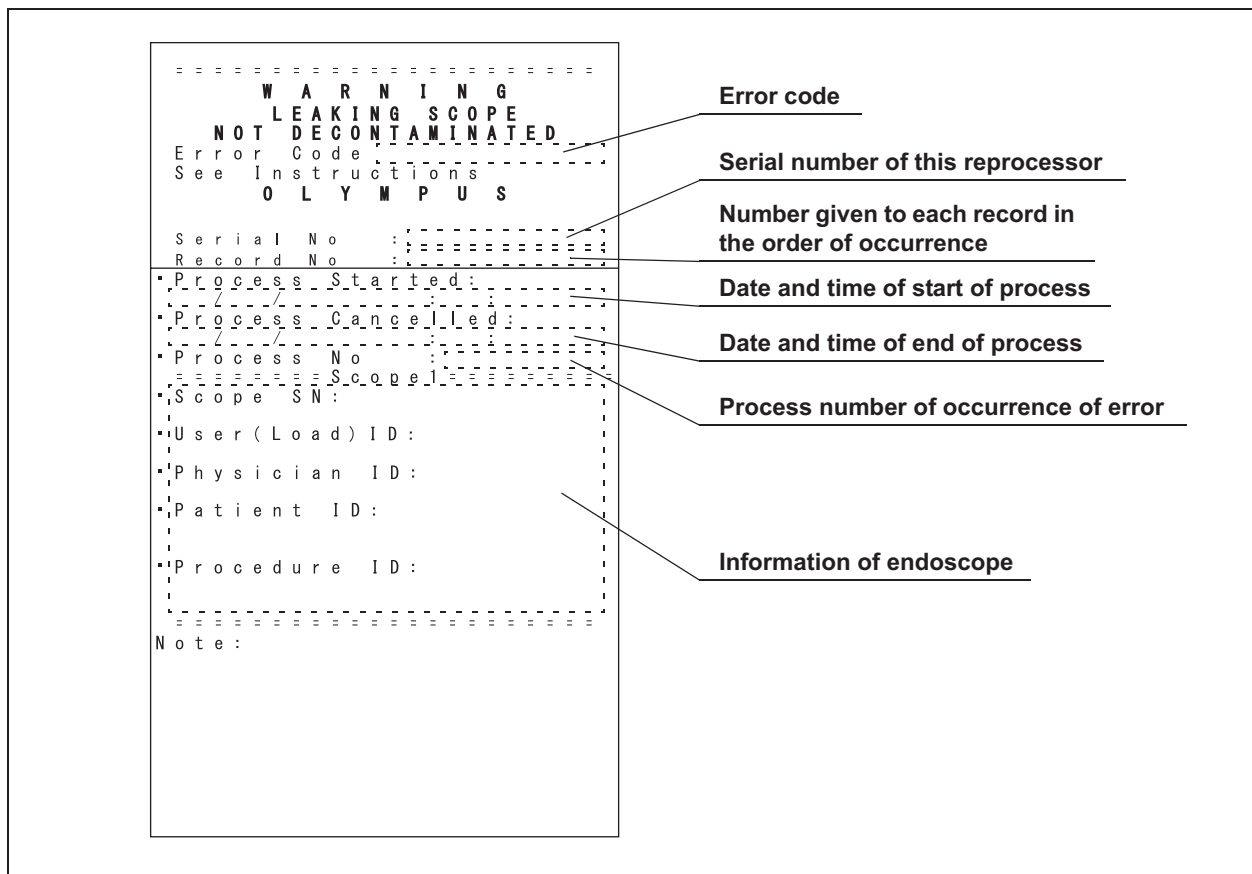 = = = = = = = = = = = = = = = = = = = = = =
WARNING
LEAKING SCOPE
NOT DECONTAMINATED
Error Code
See Instructions
OLYMPUS
Serial No :
Record No :
Process Started:
/ / : :
Process Cancelled:
/ / : :
Process No :
= = = = = = = = Scope1 = = = = = = = = =
Scope SN:
User(Load)ID:
Physician ID:
Patient ID:
Procedure ID:
= = = = = = = = = = = = = = = = = = = = = =
Note:
Error code
Serial number of this reprocessor
Number given to each record in
the order of occurrence
Date and time of start of process
Date and time of end of process
Process number of occurrence of error
Information of endoscope